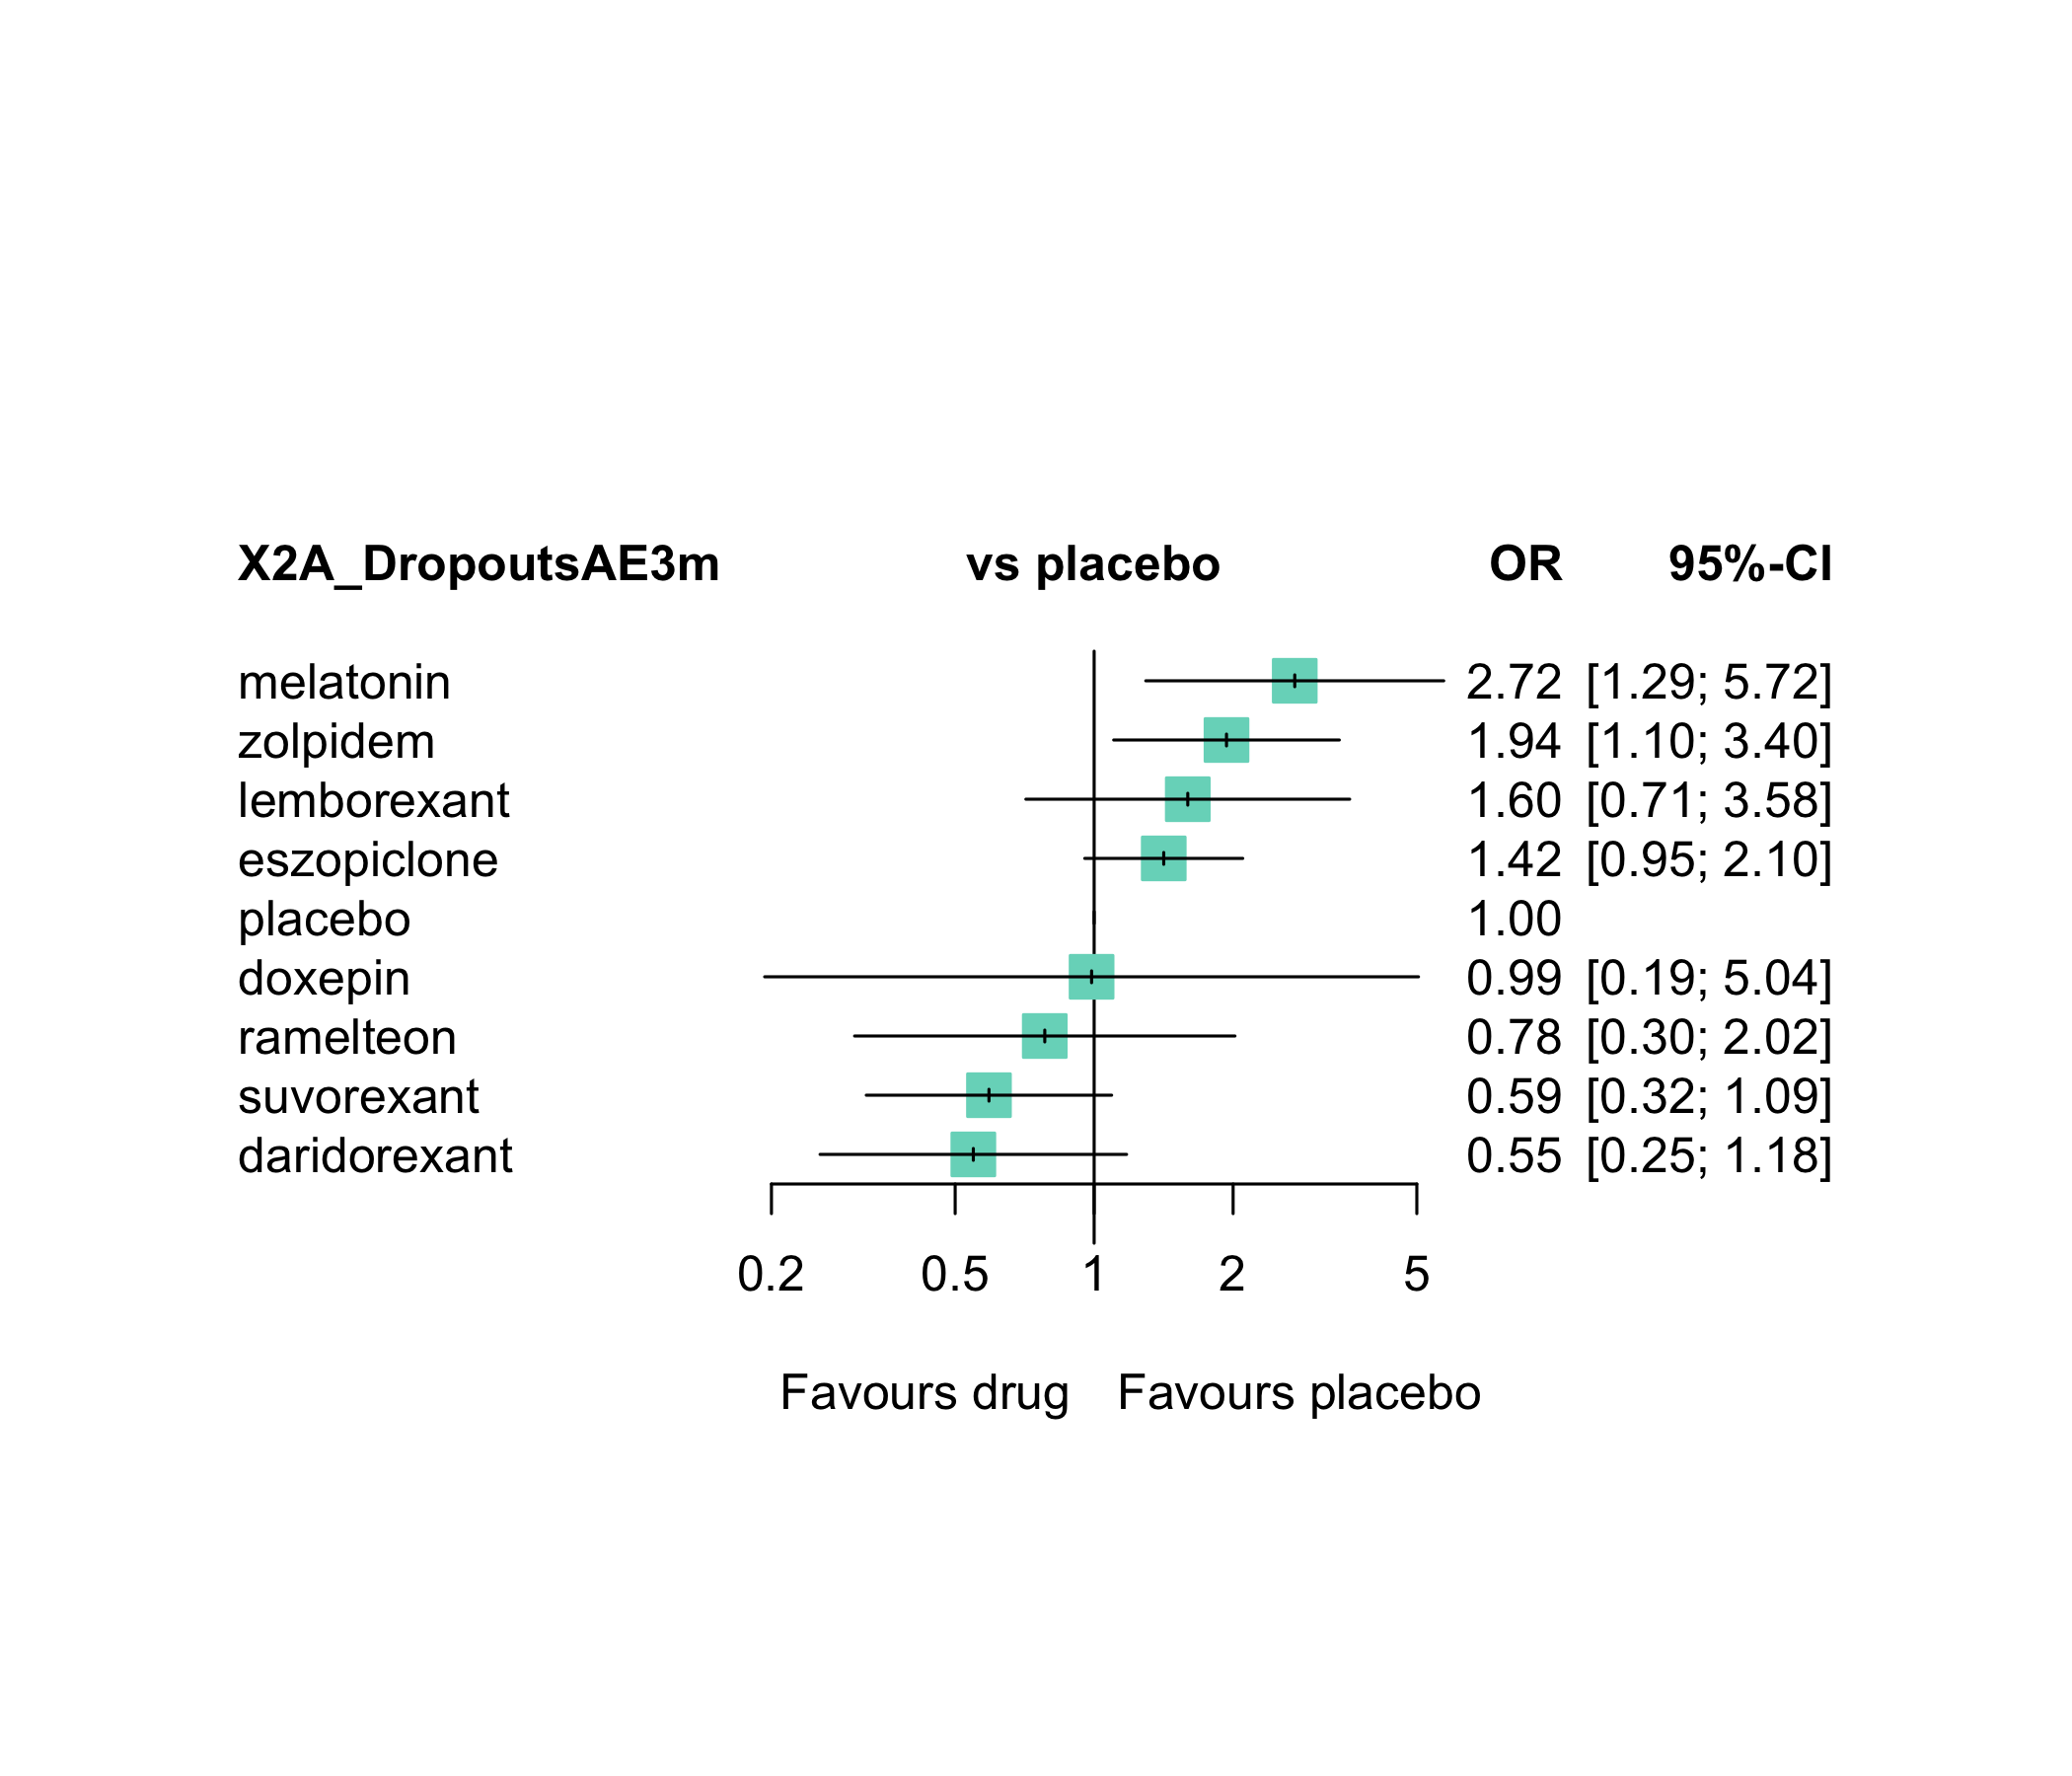 X2A_DropoutsAE3m vs placebo OR 95%-CI
melatonin 2.72 [1.29; 5.72]
zolpidem 1.94 [1.10; 3.40]
lemborexant 1.60 [0.71; 3.58]
eszopiclone 1.42 [0.95; 2.10]
placebo 1.00
doxepin 0.99 [0.19; 5.04]
ramelteon 0.78 [0.30; 2.02]
suvorexant 0.59 [0.32; 1.09]
daridorexant 0.55 [0.25; 1.18]
0.2 0.5 1 2 5
Favours drug Favours placebo